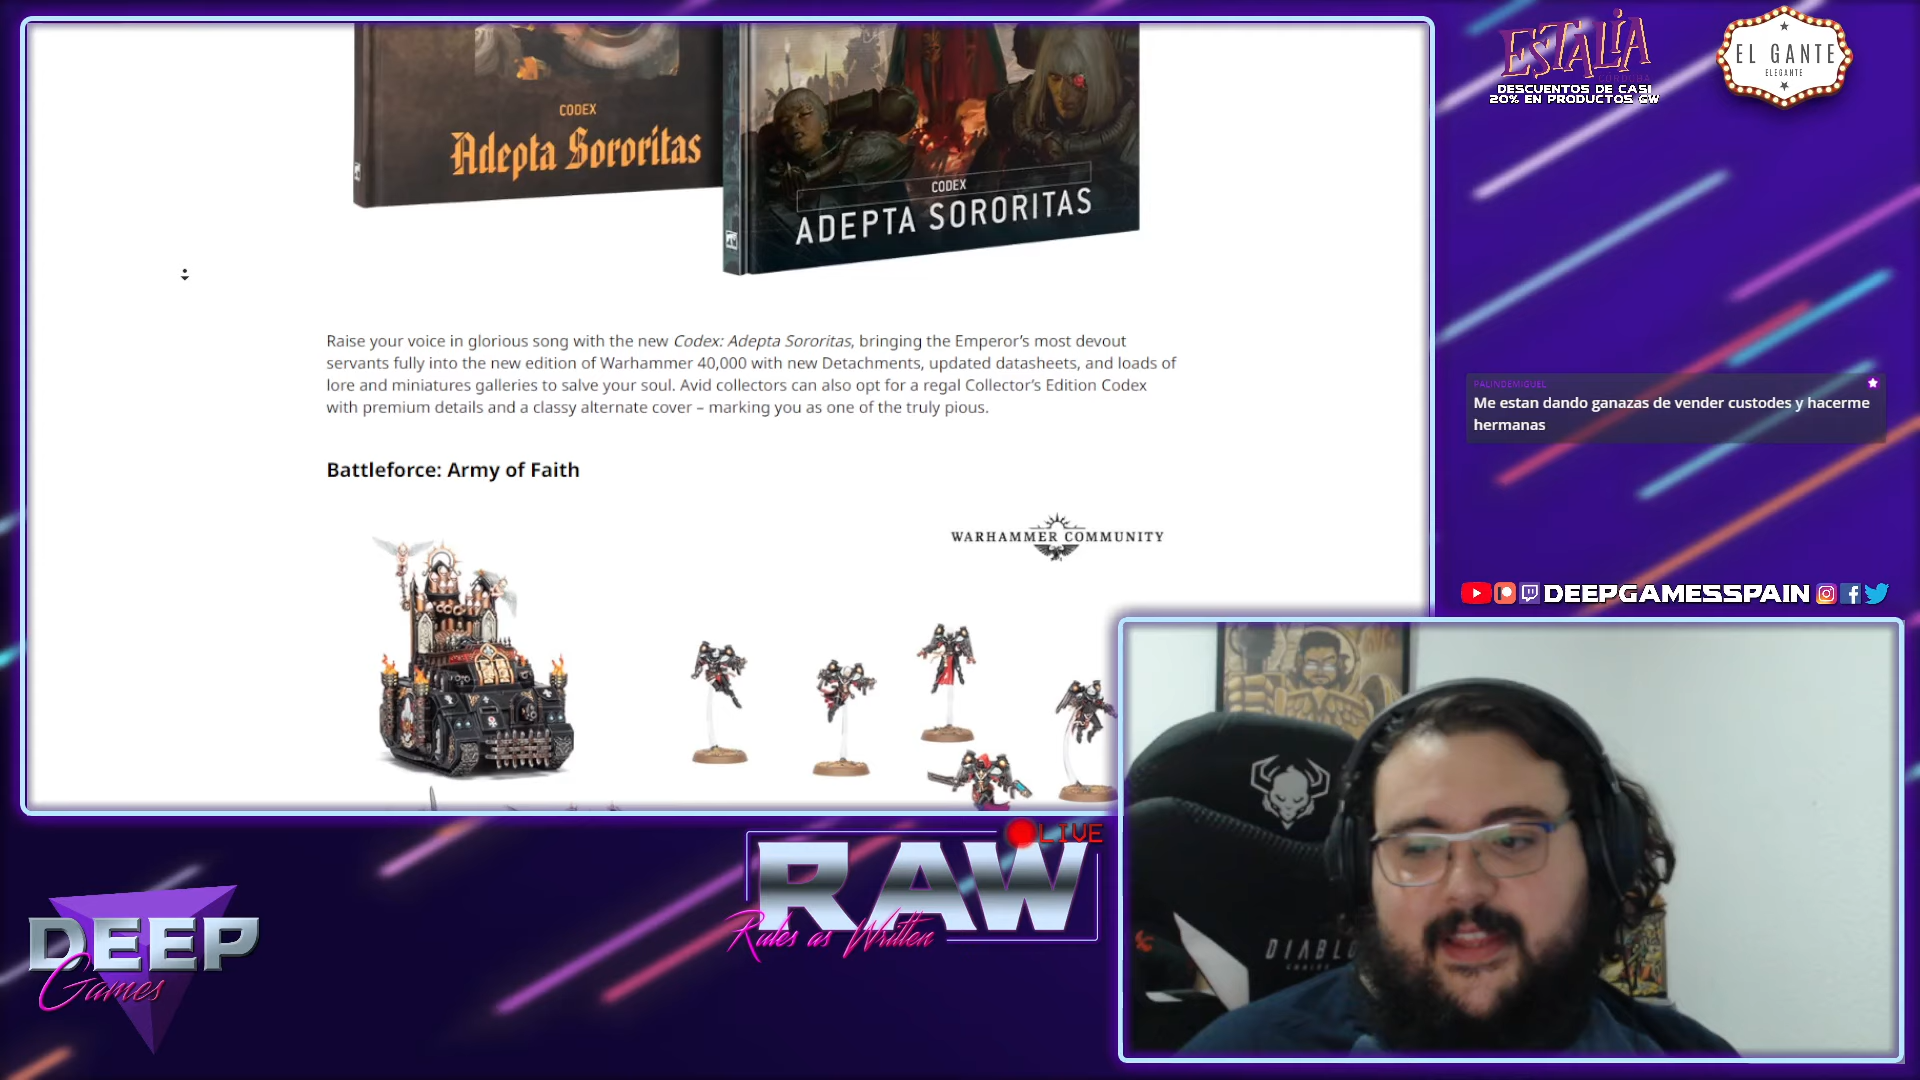 CODEX
Adepta Sororitas
CODEX
ADEPTA SORORITAS
Raise your voice in glorious song with the new Codex: Adepta Sororitas, bringing the Emperor’s most devout
servants fully into the new edition of Warhammer 40,000 with new Detachments, updated datasheets, and loads of
lore and miniatures galleries to salve your soul. Avid collectors can also opt for a regal Collector’s Edition Codex
with premium details and a classy alternate cover – marking you as one of the truly pious.
Battleforce: Army of Faith
WARHAMMER COMMUNITY
ESTALIA
CORDOBA
DESCUENTOS DE CASI
20% EN PRODUCTOS GW
EL GANTE
ELEGANTE
PALINDEMIGUEL
Me estan dando ganazas de vender custodes y hacerme
hermanas
DEEPGAMESSPAIN
DIABLO
LIVE
RAW
Rules as Written
DEEP
Games